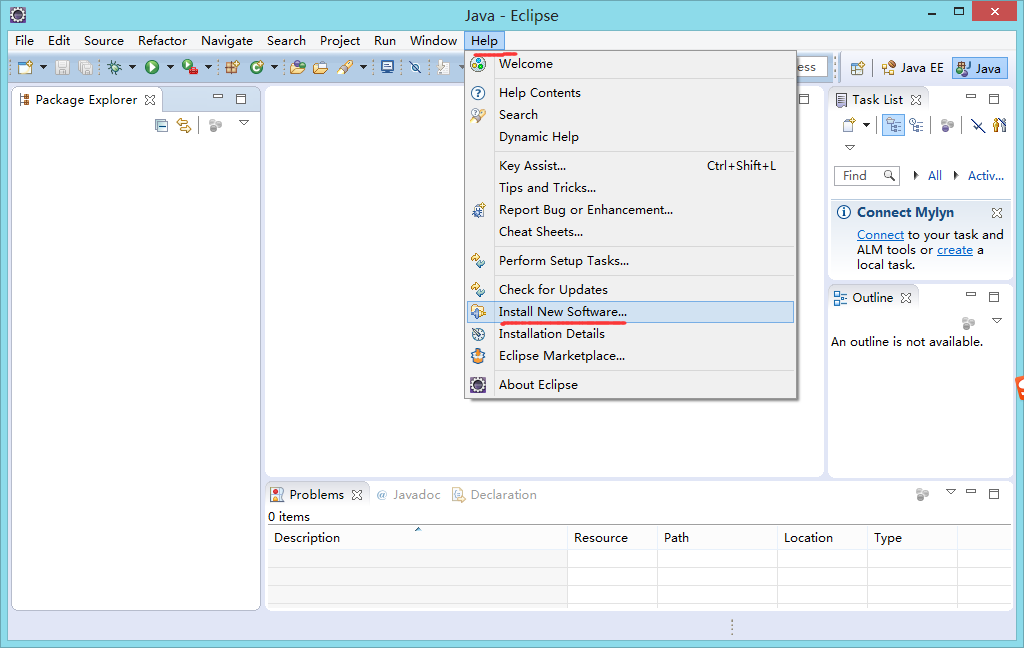 Java - Eclipse
File Edit Source Refactor Navigate Search Project Run Window Help
ess Java EE Java
Package Explorer
Welcome
Help Contents
Search
Dynamic Help
Key Assist... Ctrl+Shift+L
Tips and Tricks...
Report Bug or Enhancement...
Cheat Sheets...
Perform Setup Tasks...
Check for Updates
Install New Software...
Installation Details
Eclipse Marketplace...
About Eclipse
Task List
Find All Activ...
Connect Mylyn
Connect to your task and
ALM tools or create a
local task.
Outline
An outline is not available.
Problems @ Javadoc Declaration
0 items
Description Resource Path Location Type